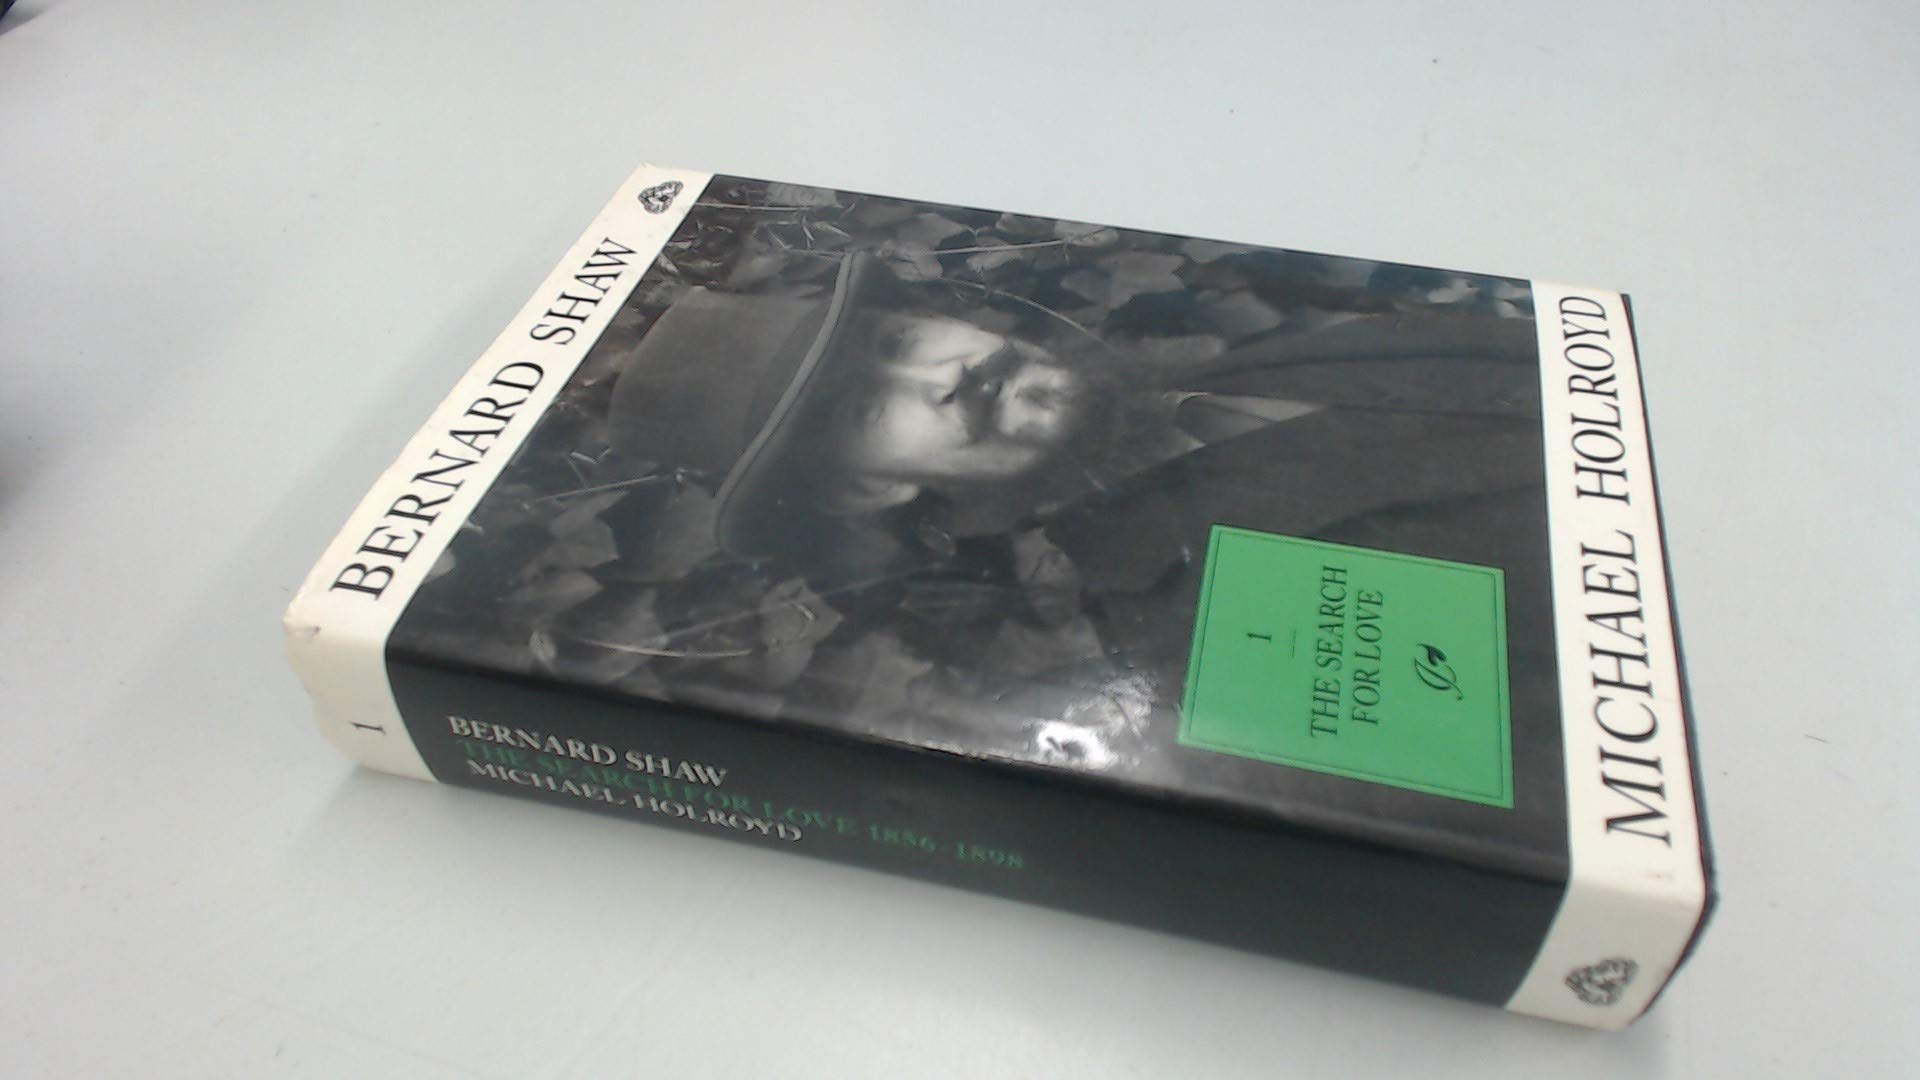 BERNARD SHAW
1
THE SEARCH
FOR LOVE
MICHAEL HOLROYD
1
BERNARD SHAW
THE SEARCH FOR LOVE 1856-1898
MICHAEL HOLROYD